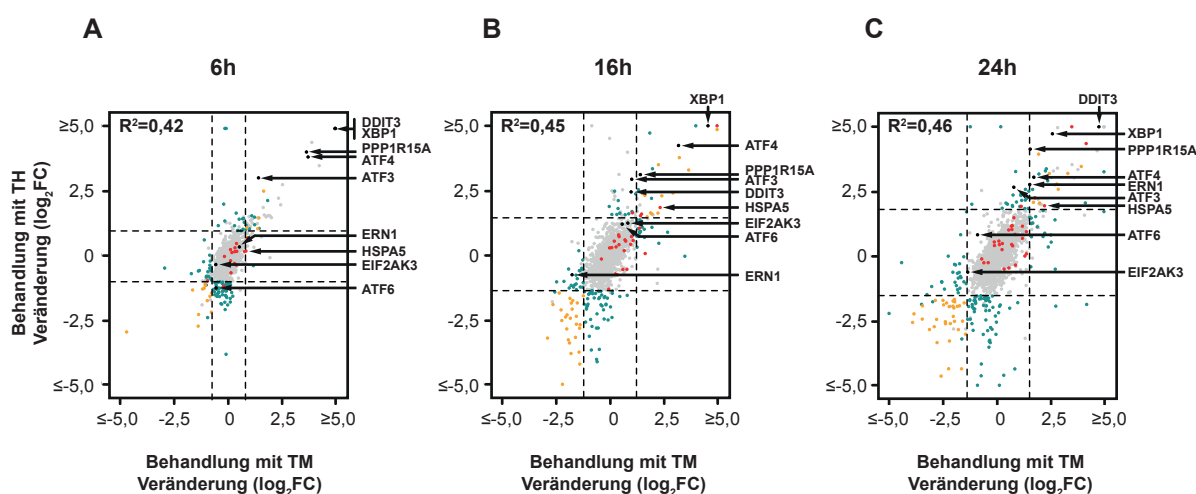 A
B
C
6h
16h
24h
Behandlung mit TH
Veränderung (log₂FC)
≥5,0
2,5
0
-2,5
≤-5,0
R²=0,42
DDIT3
XBP1
PPP1R15A
ATF4
ATF3
ERN1
HSPA5
EIF2AK3
ATF6
≤-5,0
-2,5
0
2,5
≥5,0
Behandlung mit TM
Veränderung (log₂FC)
XBP1
≥5,0
2,5
0
-2,5
≤-5,0
R²=0,45
ATF4
PPP1R15A
ATF3
DDIT3
HSPA5
EIF2AK3
ATF6
ERN1
≤-5,0
-2,5
0
2,5
≥5,0
Behandlung mit TM
Veränderung (log₂FC)
DDIT3
≥5,0
2,5
0
-2,5
≤-5,0
R²=0,46
XBP1
PPP1R15A
ATF4
ERN1
ATF3
HSPA5
ATF6
EIF2AK3
≤-5,0
-2,5
0
2,5
≥5,0
Behandlung mit TM
Veränderung (log₂FC)